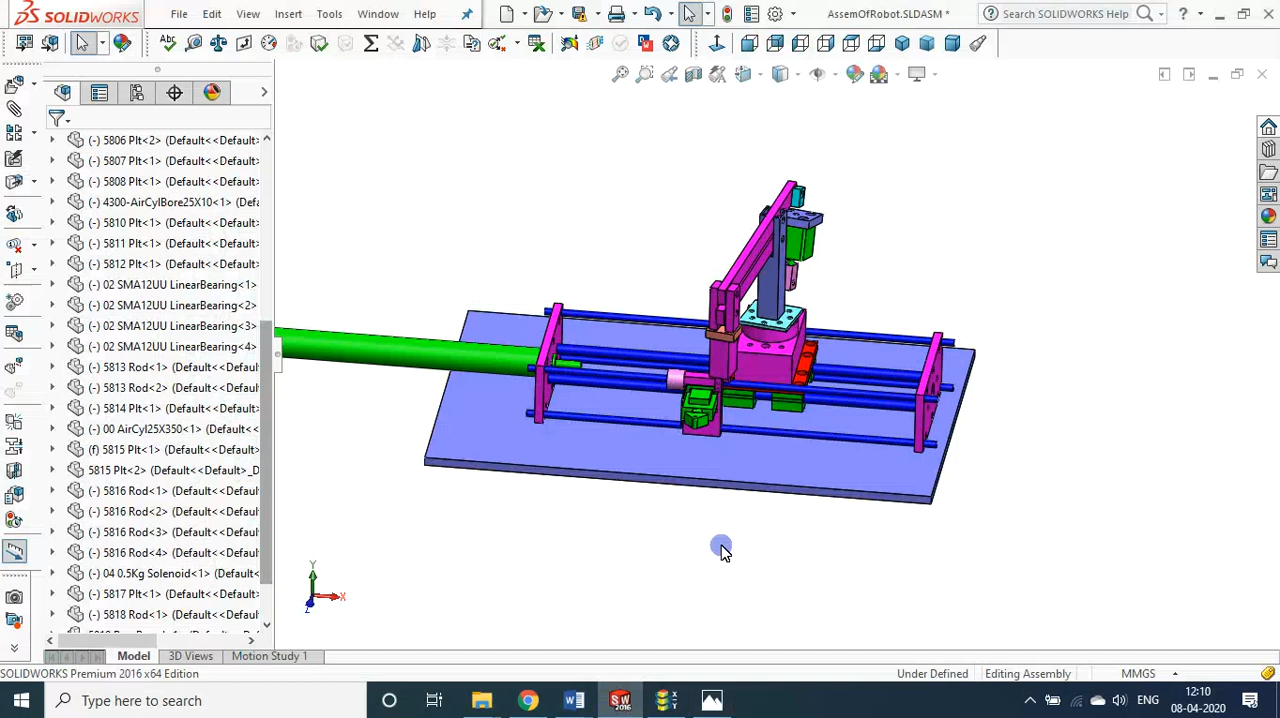 SOLIDWORKS File Edit View Insert Tools Window Help AssemOfRobot.SLDASM * Search SOLIDWORKS Help
(-) 5806 Plt<2> (Default<<Default>
(-) 5807 Plt<1> (Default<<Default>
(-) 5808 Plt<1> (Default<<Default>
(-) 4300-AirCylBore25X10<1> (Defa
(-) 5810 Plt<1> (Default<<Default>
(-) 5811 Plt<1> (Default<<Default>
(-) 5812 Plt<1> (Default<<Default>
(-) 02 SMA12UU LinearBearing<1>
(-) 02 SMA12UU LinearBearing<2>
(-) 02 SMA12UU LinearBearing<3>
(-) 02 SMA12UU LinearBearing<4>
(-) 5813 Rod<1> (Default<<Default>
(-) 5813 Rod<2> (Default<<Default>
(-) 5814 Plt<1> (Default<<Default>
(-) 00 AirCyl25X350<1> (Default<<
(f) 5815 Plt<1> (Default<<Default>
5815 Plt<2> (Default<<Default>_D
(-) 5816 Rod<1> (Default<<Default>
(-) 5816 Rod<2> (Default<<Default>
(-) 5816 Rod<3> (Default<<Default>
(-) 5816 Rod<4> (Default<<Default>
(-) 04 0.5Kg Solenoid<1> (Default<
(-) 5817 Plt<1> (Default<<Default>
(-) 5818 Rod<1> (Default<<Default>
Y
X
Z
Model 3D Views Motion Study 1
SOLIDWORKS Premium 2016 x64 Edition Under Defined Editing Assembly MMGS
Type here to search ENG 12:10
08-04-2020